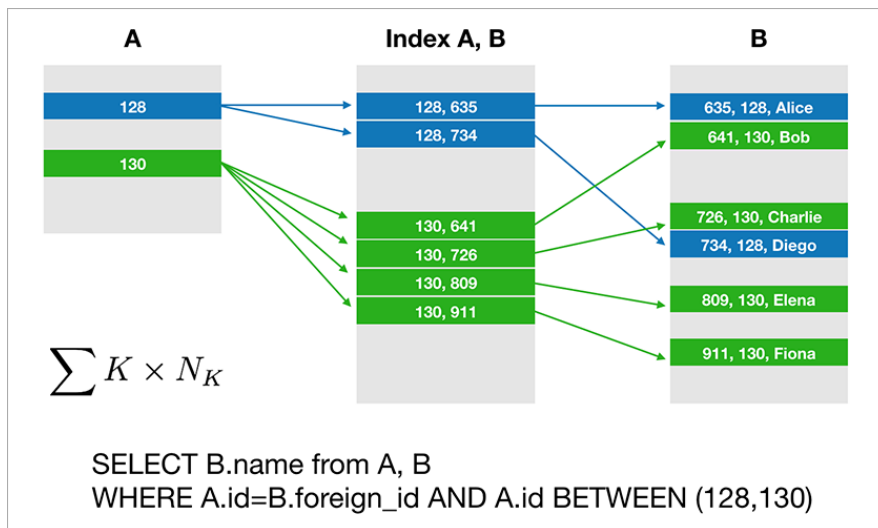 A
Index A, B
B
128
130
128, 635
128, 734
130, 641
130, 726
130, 809
130, 911
635, 128, Alice
641, 130, Bob
726, 130, Charlie
734, 128, Diego
809, 130, Elena
911, 130, Fiona
∑ K × N_K
SELECT B.name from A, B
WHERE A.id=B.foreign_id AND A.id BETWEEN (128,130)